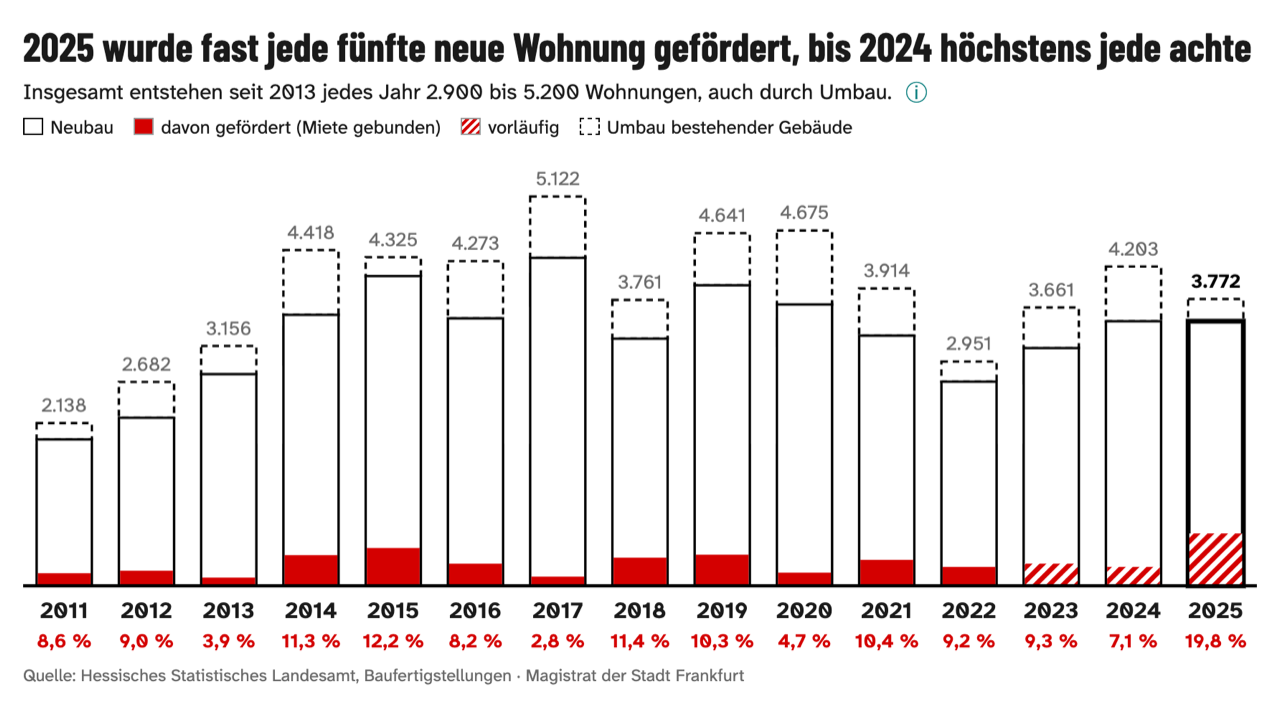 2025 wurde fast jede fünfte neue Wohnung gefördert, bis 2024 höchstens jede achte
Insgesamt entstehen seit 2013 jedes Jahr 2.900 bis 5.200 Wohnungen, auch durch Umbau. ⓘ
Neubau davon gefördert (Miete gebunden) vorläufig Umbau bestehender Gebäude
2.138 2.682 3.156 4.418 4.325 4.273 5.122 3.761 4.641 4.675 3.914 2.951 3.661 4.203 3.772
2011 2012 2013 2014 2015 2016 2017 2018 2019 2020 2021 2022 2023 2024 2025
8,6 % 9,0 % 3,9 % 11,3 % 12,2 % 8,2 % 2,8 % 11,4 % 10,3 % 4,7 % 10,4 % 9,2 % 9,3 % 7,1 % 19,8 %
Quelle: Hessisches Statistisches Landesamt, Baufertigstellungen · Magistrat der Stadt Frankfurt